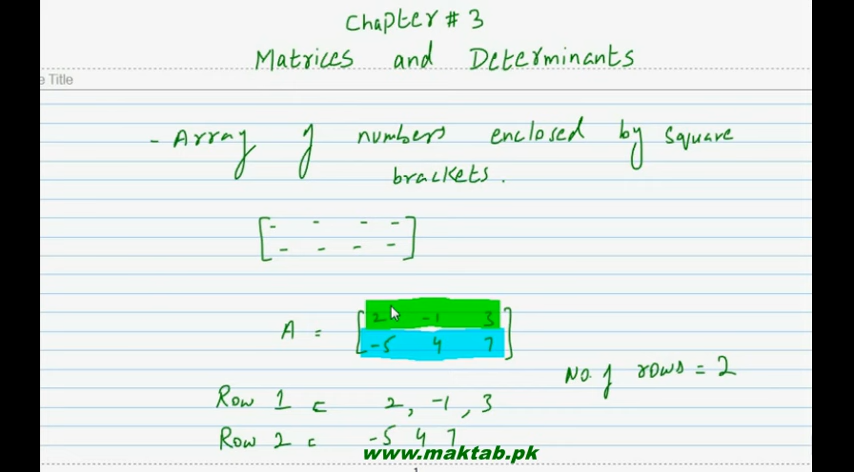 Chapter # 3
Matrices and Determinants
e Title
- Array of numbers enclosed by square
brackets.
[- - - -]
[- - - -]
A = [2 -1 3]
[-5 4 7]
No. of rows = 2
Row 1 = 2, -1, 3
Row 2 = -5 4 7
www.maktab.pk